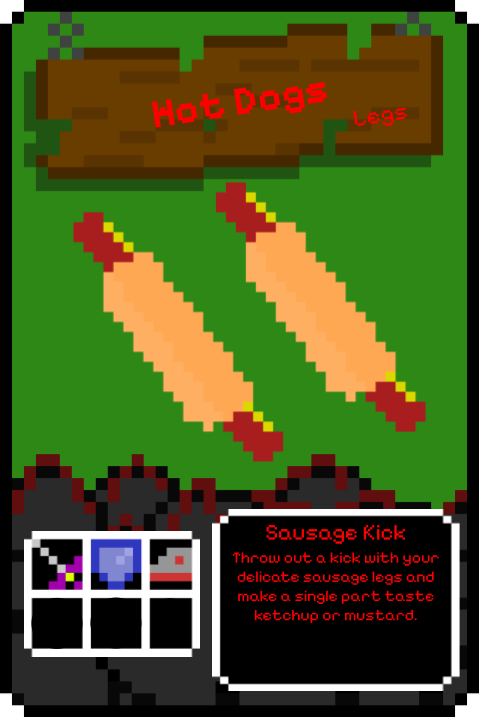 Hot Dogs
Legs
Sausage Kick
Throw out a kick with your
delicate sausage legs and
make a single part taste
ketchup or mustard.